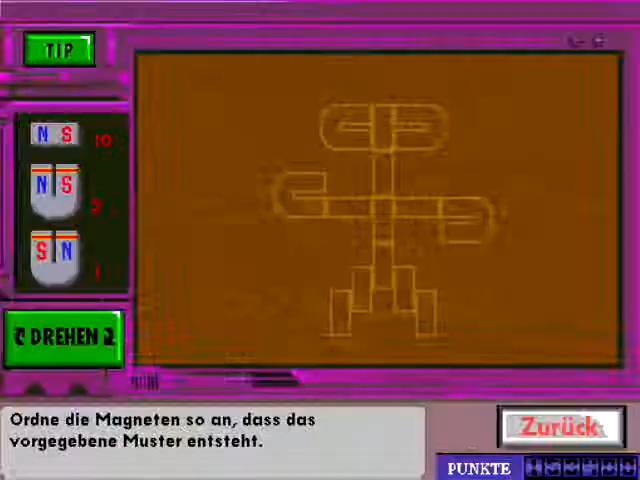 TIP
N S 10
N S
S N 1
DREHEN
Ordne die Magneten so an, dass das
vorgegebene Muster entsteht.
Zurück
PUNKTE